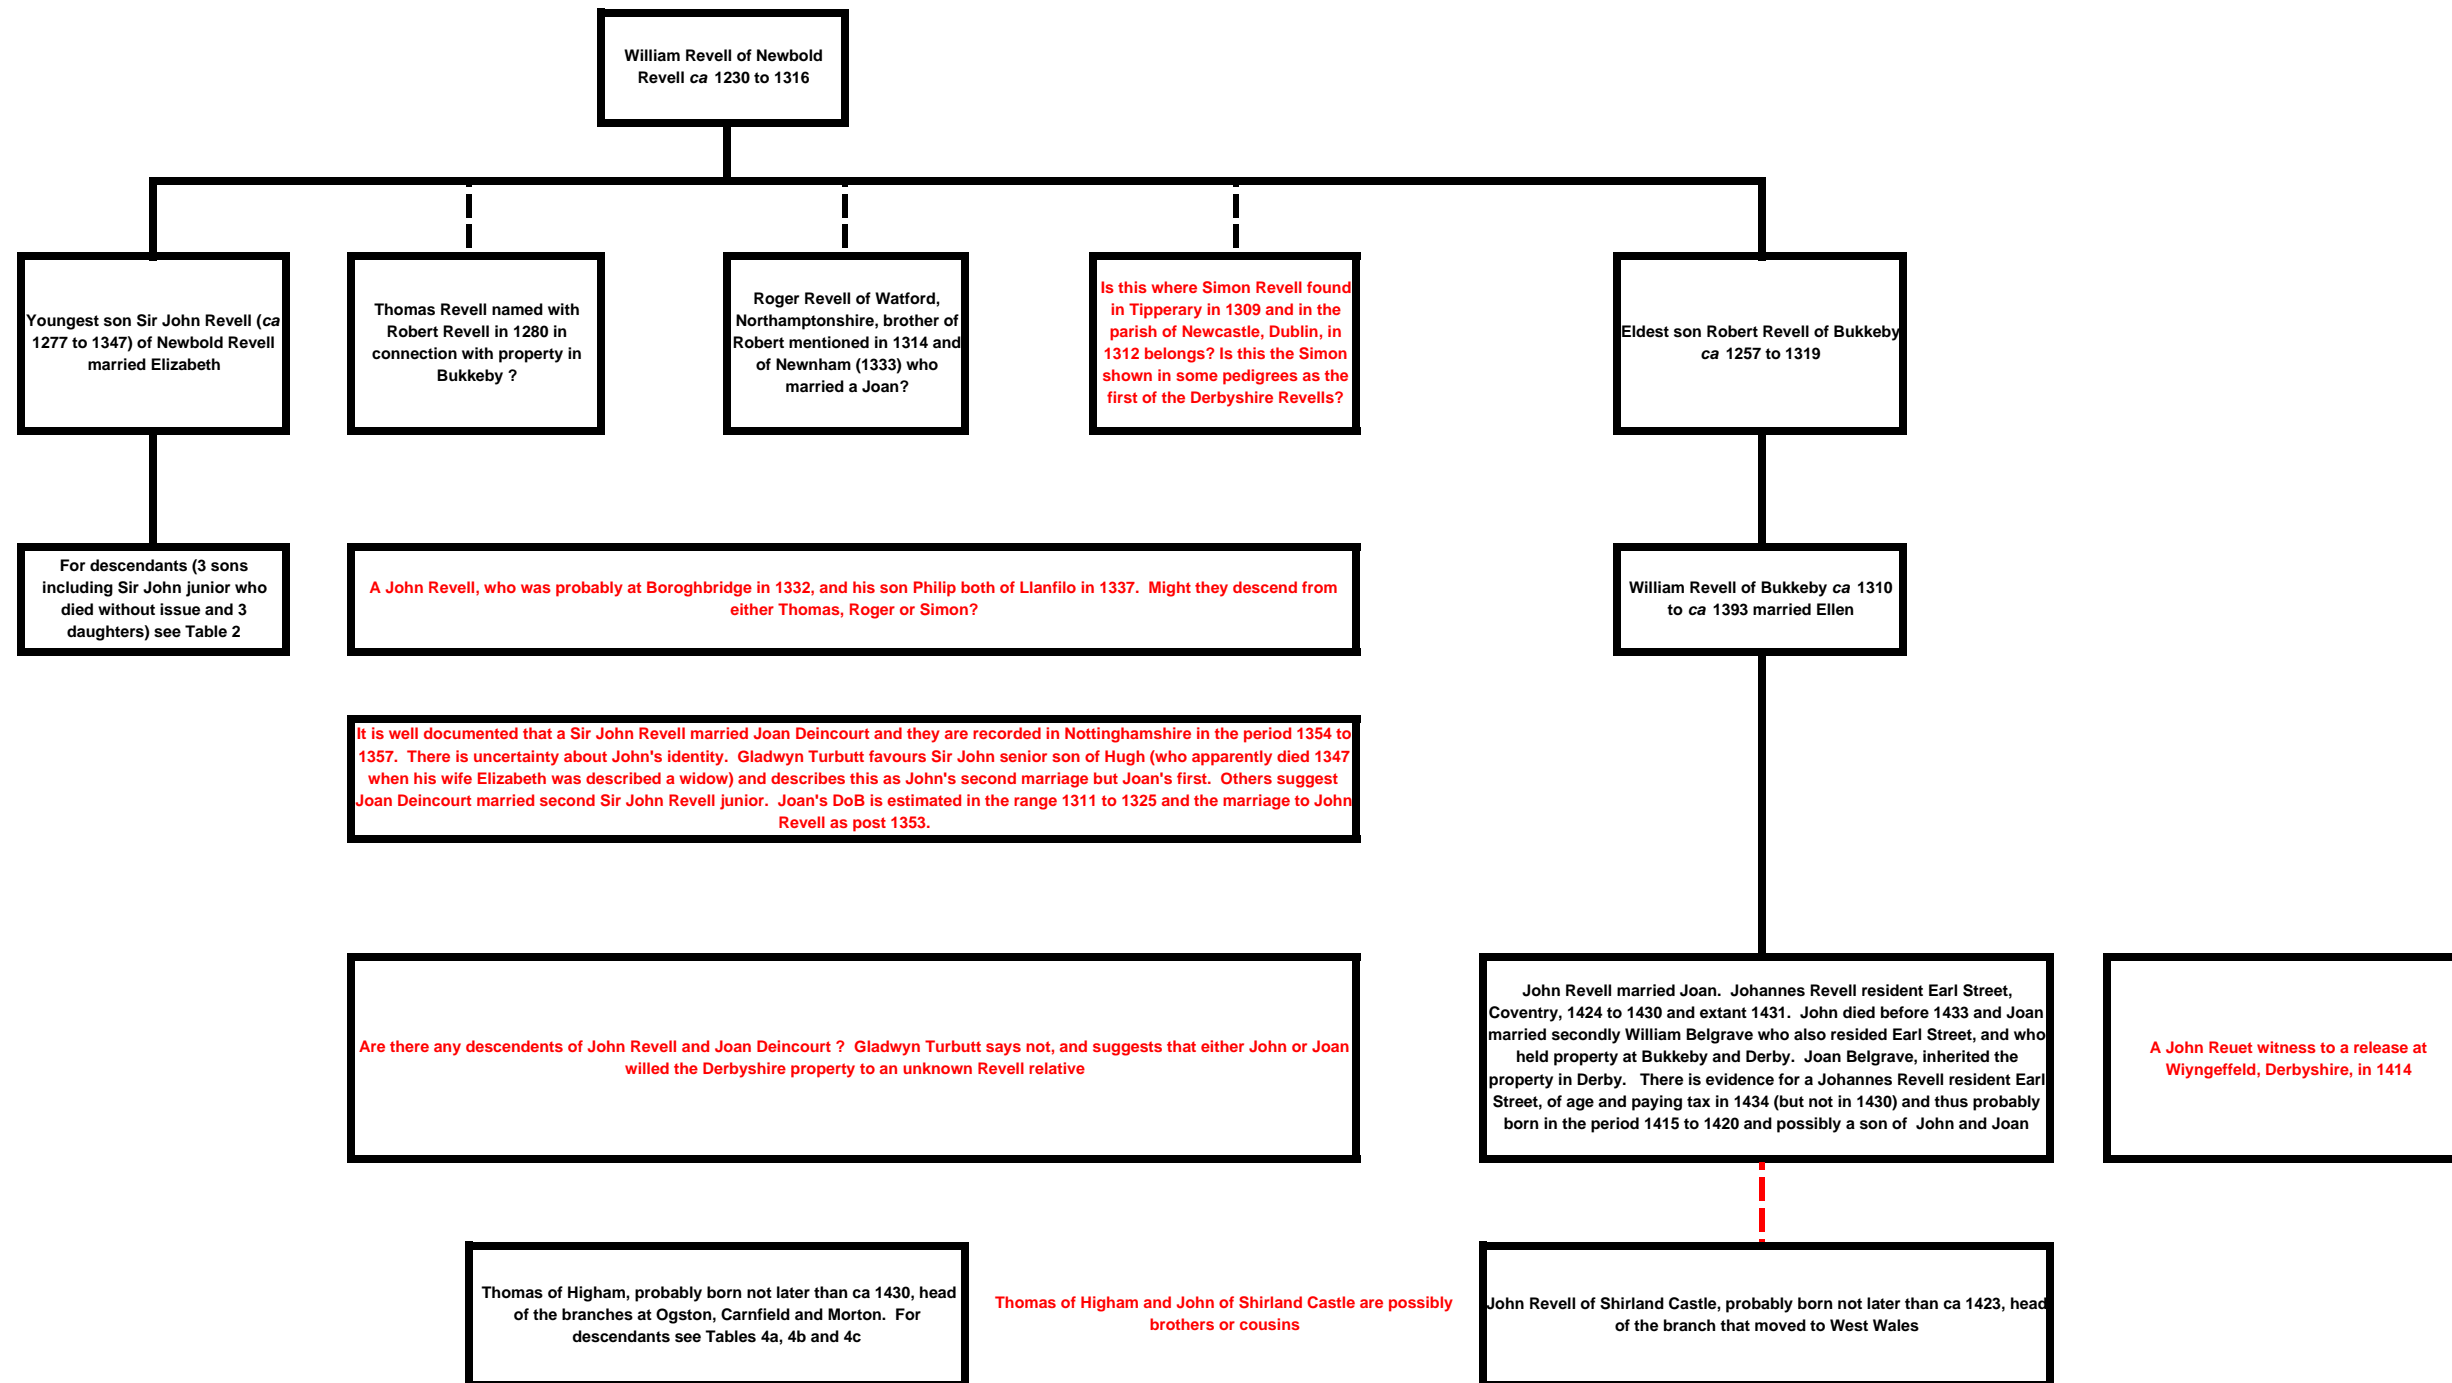 William Revell of Newbold
Revell ca 1230 to 1316
Youngest son Sir John Revell (ca
1277 to 1347) of Newbold Revell
married Elizabeth
Thomas Revell named with
Robert Revell in 1280 in
connection with property in
Bukkeby ?
Roger Revell of Watford,
Northamptonshire, brother of
Robert mentioned in 1314 and
of Newnham (1333) who
married a Joan?
Is this where Simon Revell found
in Tipperary in 1309 and in the
parish of Newcastle, Dublin, in
1312 belongs? Is this the Simon
shown in some pedigrees as the
first of the Derbyshire Revells?
Eldest son Robert Revell of Bukkeby
ca 1257 to 1319
For descendants (3 sons
including Sir John junior who
died without issue and 3
daughters) see Table 2
A John Revell, who was probably at Boroghbridge in 1332, and his son Philip both of Llanfilo in 1337. Might they descend from
either Thomas, Roger or Simon?
William Revell of Bukkeby ca 1310
to ca 1393 married Ellen
It is well documented that a Sir John Revell married Joan Deincourt and they are recorded in Nottinghamshire in the period 1354 to
1357. There is uncertainty about John's identity. Gladwyn Turbutt favours Sir John senior son of Hugh (who apparently died 1347
when his wife Elizabeth was described a widow) and describes this as John's second marriage but Joan's first. Others suggest
Joan Deincourt married second Sir John Revell junior. Joan's DoB is estimated in the range 1311 to 1325 and the marriage to John
Revell as post 1353.
Are there any descendents of John Revell and Joan Deincourt ? Gladwyn Turbutt says not, and suggests that either John or Joan
willed the Derbyshire property to an unknown Revell relative
John Revell married Joan. Johannes Revell resident Earl Street,
Coventry, 1424 to 1430 and extant 1431. John died before 1433 and Joan
married secondly William Belgrave who also resided Earl Street, and who
held property at Bukkeby and Derby. Joan Belgrave, inherited the
property in Derby. There is evidence for a Johannes Revell resident Earl
Street, of age and paying tax in 1434 (but not in 1430) and thus probably
born in the period 1415 to 1420 and possibly a son of John and Joan
A John Reuet witness to a release at
Wiyngeffeld, Derbyshire, in 1414
Thomas of Higham, probably born not later than ca 1430, head
of the branches at Ogston, Carnfield and Morton. For
descendants see Tables 4a, 4b and 4c
Thomas of Higham and John of Shirland Castle are possibly
brothers or cousins
John Revell of Shirland Castle, probably born not later than ca 1423, head
of the branch that moved to West Wales